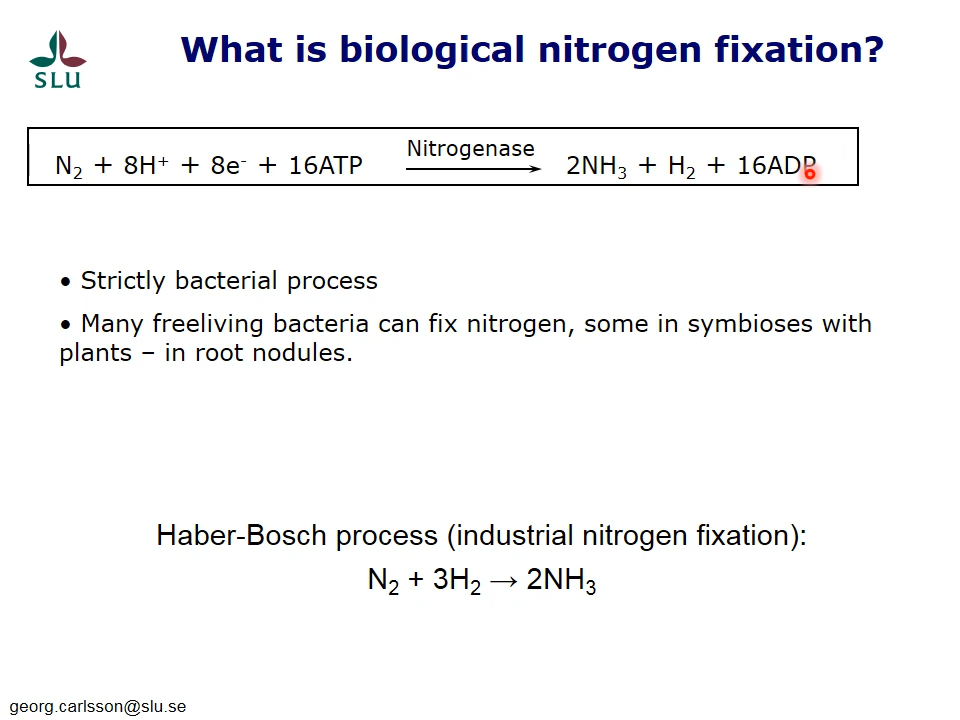 SLU
What is biological nitrogen fixation?
Nitrogenase
N₂ + 8H⁺ + 8e⁻ + 16ATP → 2NH₃ + H₂ + 16ADP
• Strictly bacterial process
• Many freeliving bacteria can fix nitrogen, some in symbioses with
plants – in root nodules.
Haber-Bosch process (industrial nitrogen fixation):
N₂ + 3H₂ → 2NH₃
georg.carlsson@slu.se